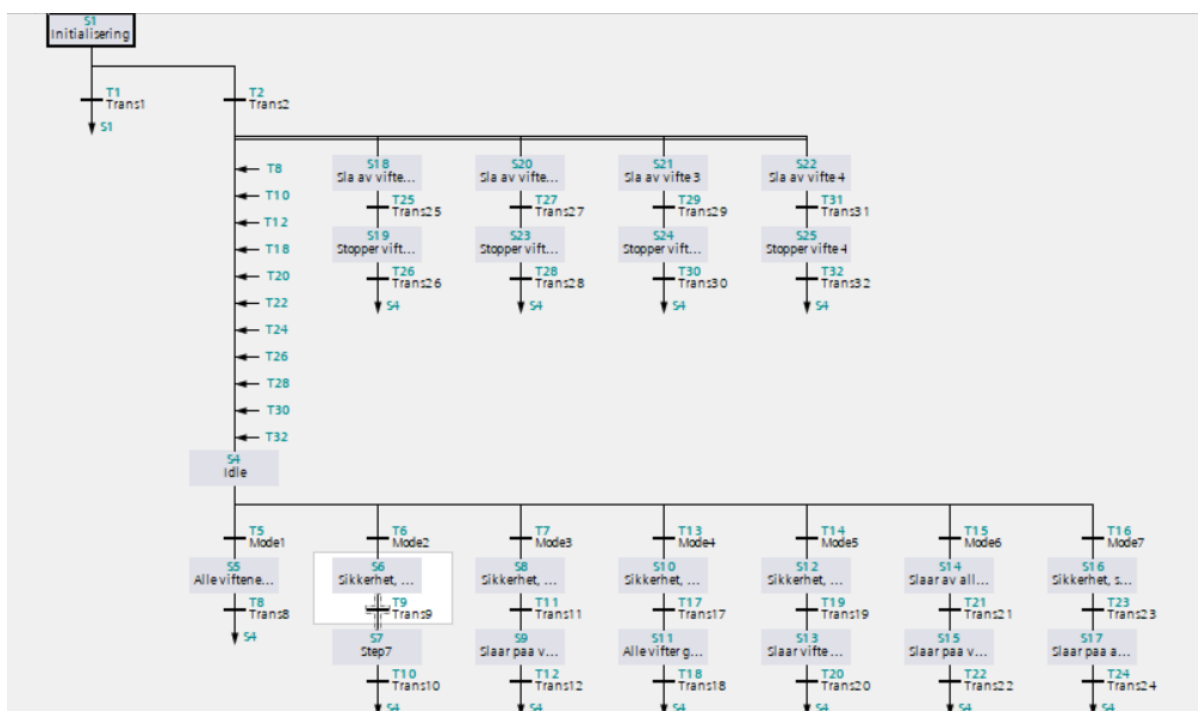 S1
Initialisering
T1
Trans1
S1
T2
Trans2
T8
T10
T12
T18
T20
T22
T24
T26
T28
T30
T32
S18
Sla av vifte...
T25
Trans25
S19
Stopper vift...
T26
Trans26
S4
S20
Sla av vifte...
T27
Trans27
S23
Stopper vift...
T28
Trans28
S4
S21
Sla av vifte 3
T29
Trans29
S24
Stopper vift...
T30
Trans30
S4
S22
Sla av vifte 4
T31
Trans31
S25
Stopper vifte 4
T32
Trans32
S4
S4
Idle
T5
Mode1
S5
Alle viftene...
T8
Trans8
S4
T6
Mode2
S6
Sikkerhet, ...
T9
Trans9
S7
Step7
T10
Trans10
S4
T7
Mode3
S8
Sikkerhet, ...
T11
Trans11
S9
Slaar paa v...
T12
Trans12
S4
T13
Mode4
S10
Sikkerhet, ...
T17
Trans17
S11
Alle vifter g...
T18
Trans18
S4
T14
Mode5
S12
Sikkerhet, ...
T19
Trans19
S13
Slaar vifte ...
T20
Trans20
S4
T15
Mode6
S14
Slaar av all...
T21
Trans21
S15
Slaar paa v...
T22
Trans22
S4
T16
Mode7
S16
Sikkerhet, s...
T23
Trans23
S17
Slaar paa a...
T24
Trans24
S4